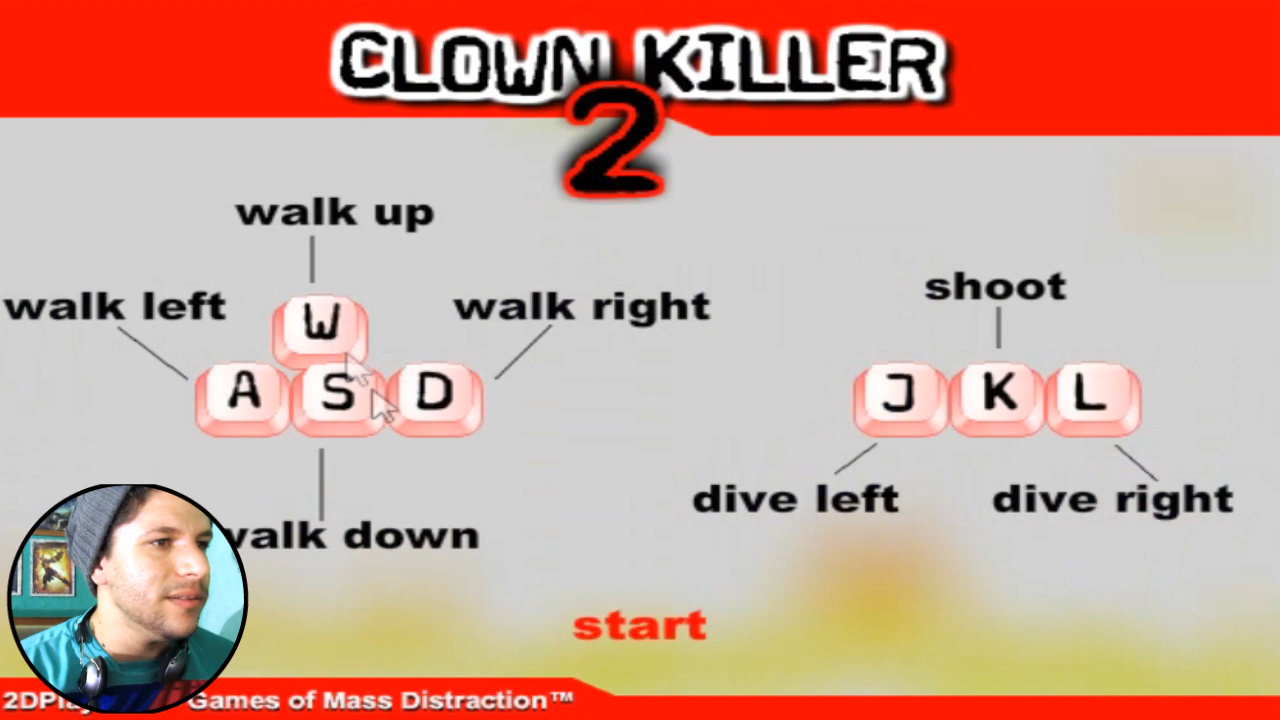 CLOWN KILLER
2
walk up
walk left
walk right
W
A S D
walk down
shoot
J K L
dive left
dive right
start
Games of Mass Distraction™